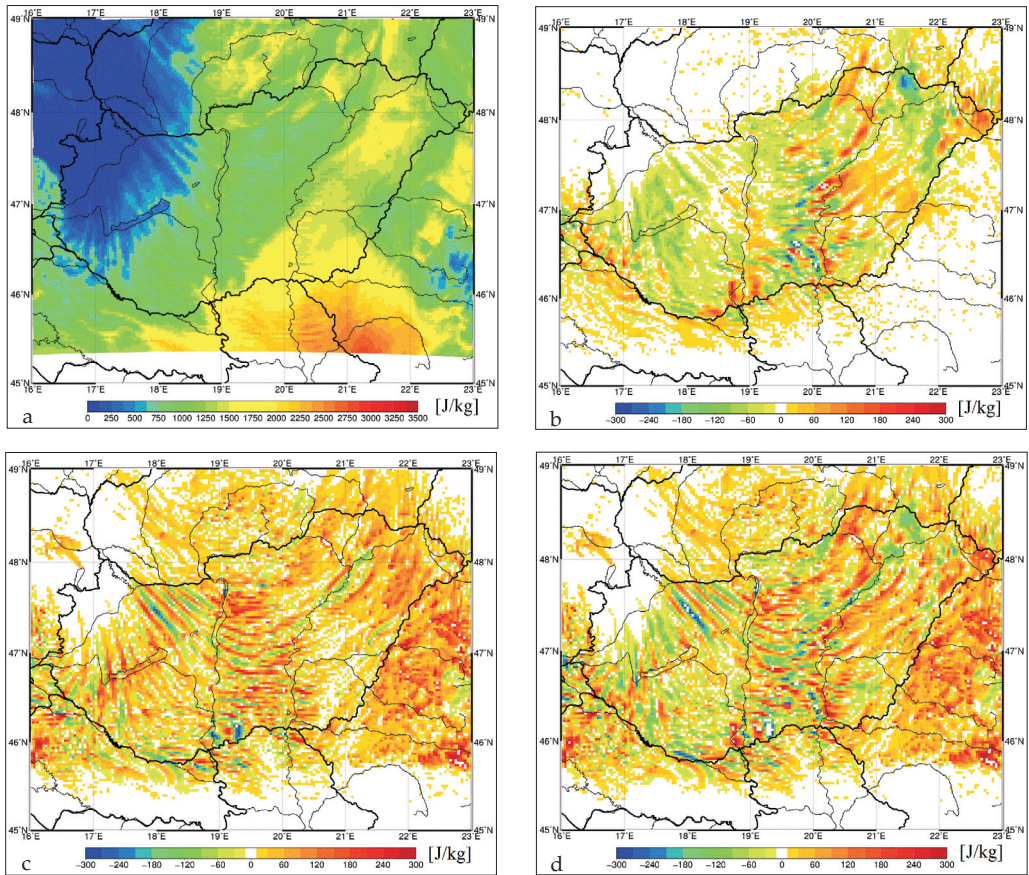 16°E 17°E 18°E 19°E 20°E 21°E 22°E 23°E
49°N 49°N
48°N 48°N
47°N 47°N
46°N 46°N
45°N 45°N
16°E 17°E 18°E 19°E 20°E 21°E 22°E 23°E
a 0 250 500 750 1000 1250 1500 1750 2000 2250 2500 2750 3000 3250 3500 [J/kg]
16°E 17°E 18°E 19°E 20°E 21°E 22°E 23°E
49°N 49°N
48°N 48°N
47°N 47°N
46°N 46°N
45°N 45°N
16°E 17°E 18°E 19°E 20°E 21°E 22°E 23°E
b −300 −240 −180 −120 −60 0 60 120 180 240 300 [J/kg]
16°E 17°E 18°E 19°E 20°E 21°E 22°E 23°E
49°N 49°N
48°N 48°N
47°N 47°N
46°N 46°N
45°N 45°N
16°E 17°E 18°E 19°E 20°E 21°E 22°E 23°E
c −300 −240 −180 −120 −60 0 60 120 180 240 300 [J/kg]
16°E 17°E 18°E 19°E 20°E 21°E 22°E 23°E
49°N 49°N
48°N 48°N
47°N 47°N
46°N 46°N
45°N 45°N
16°E 17°E 18°E 19°E 20°E 21°E 22°E 23°E
d −300 −240 −180 −120 −60 0 60 120 180 240 300 [J/kg]